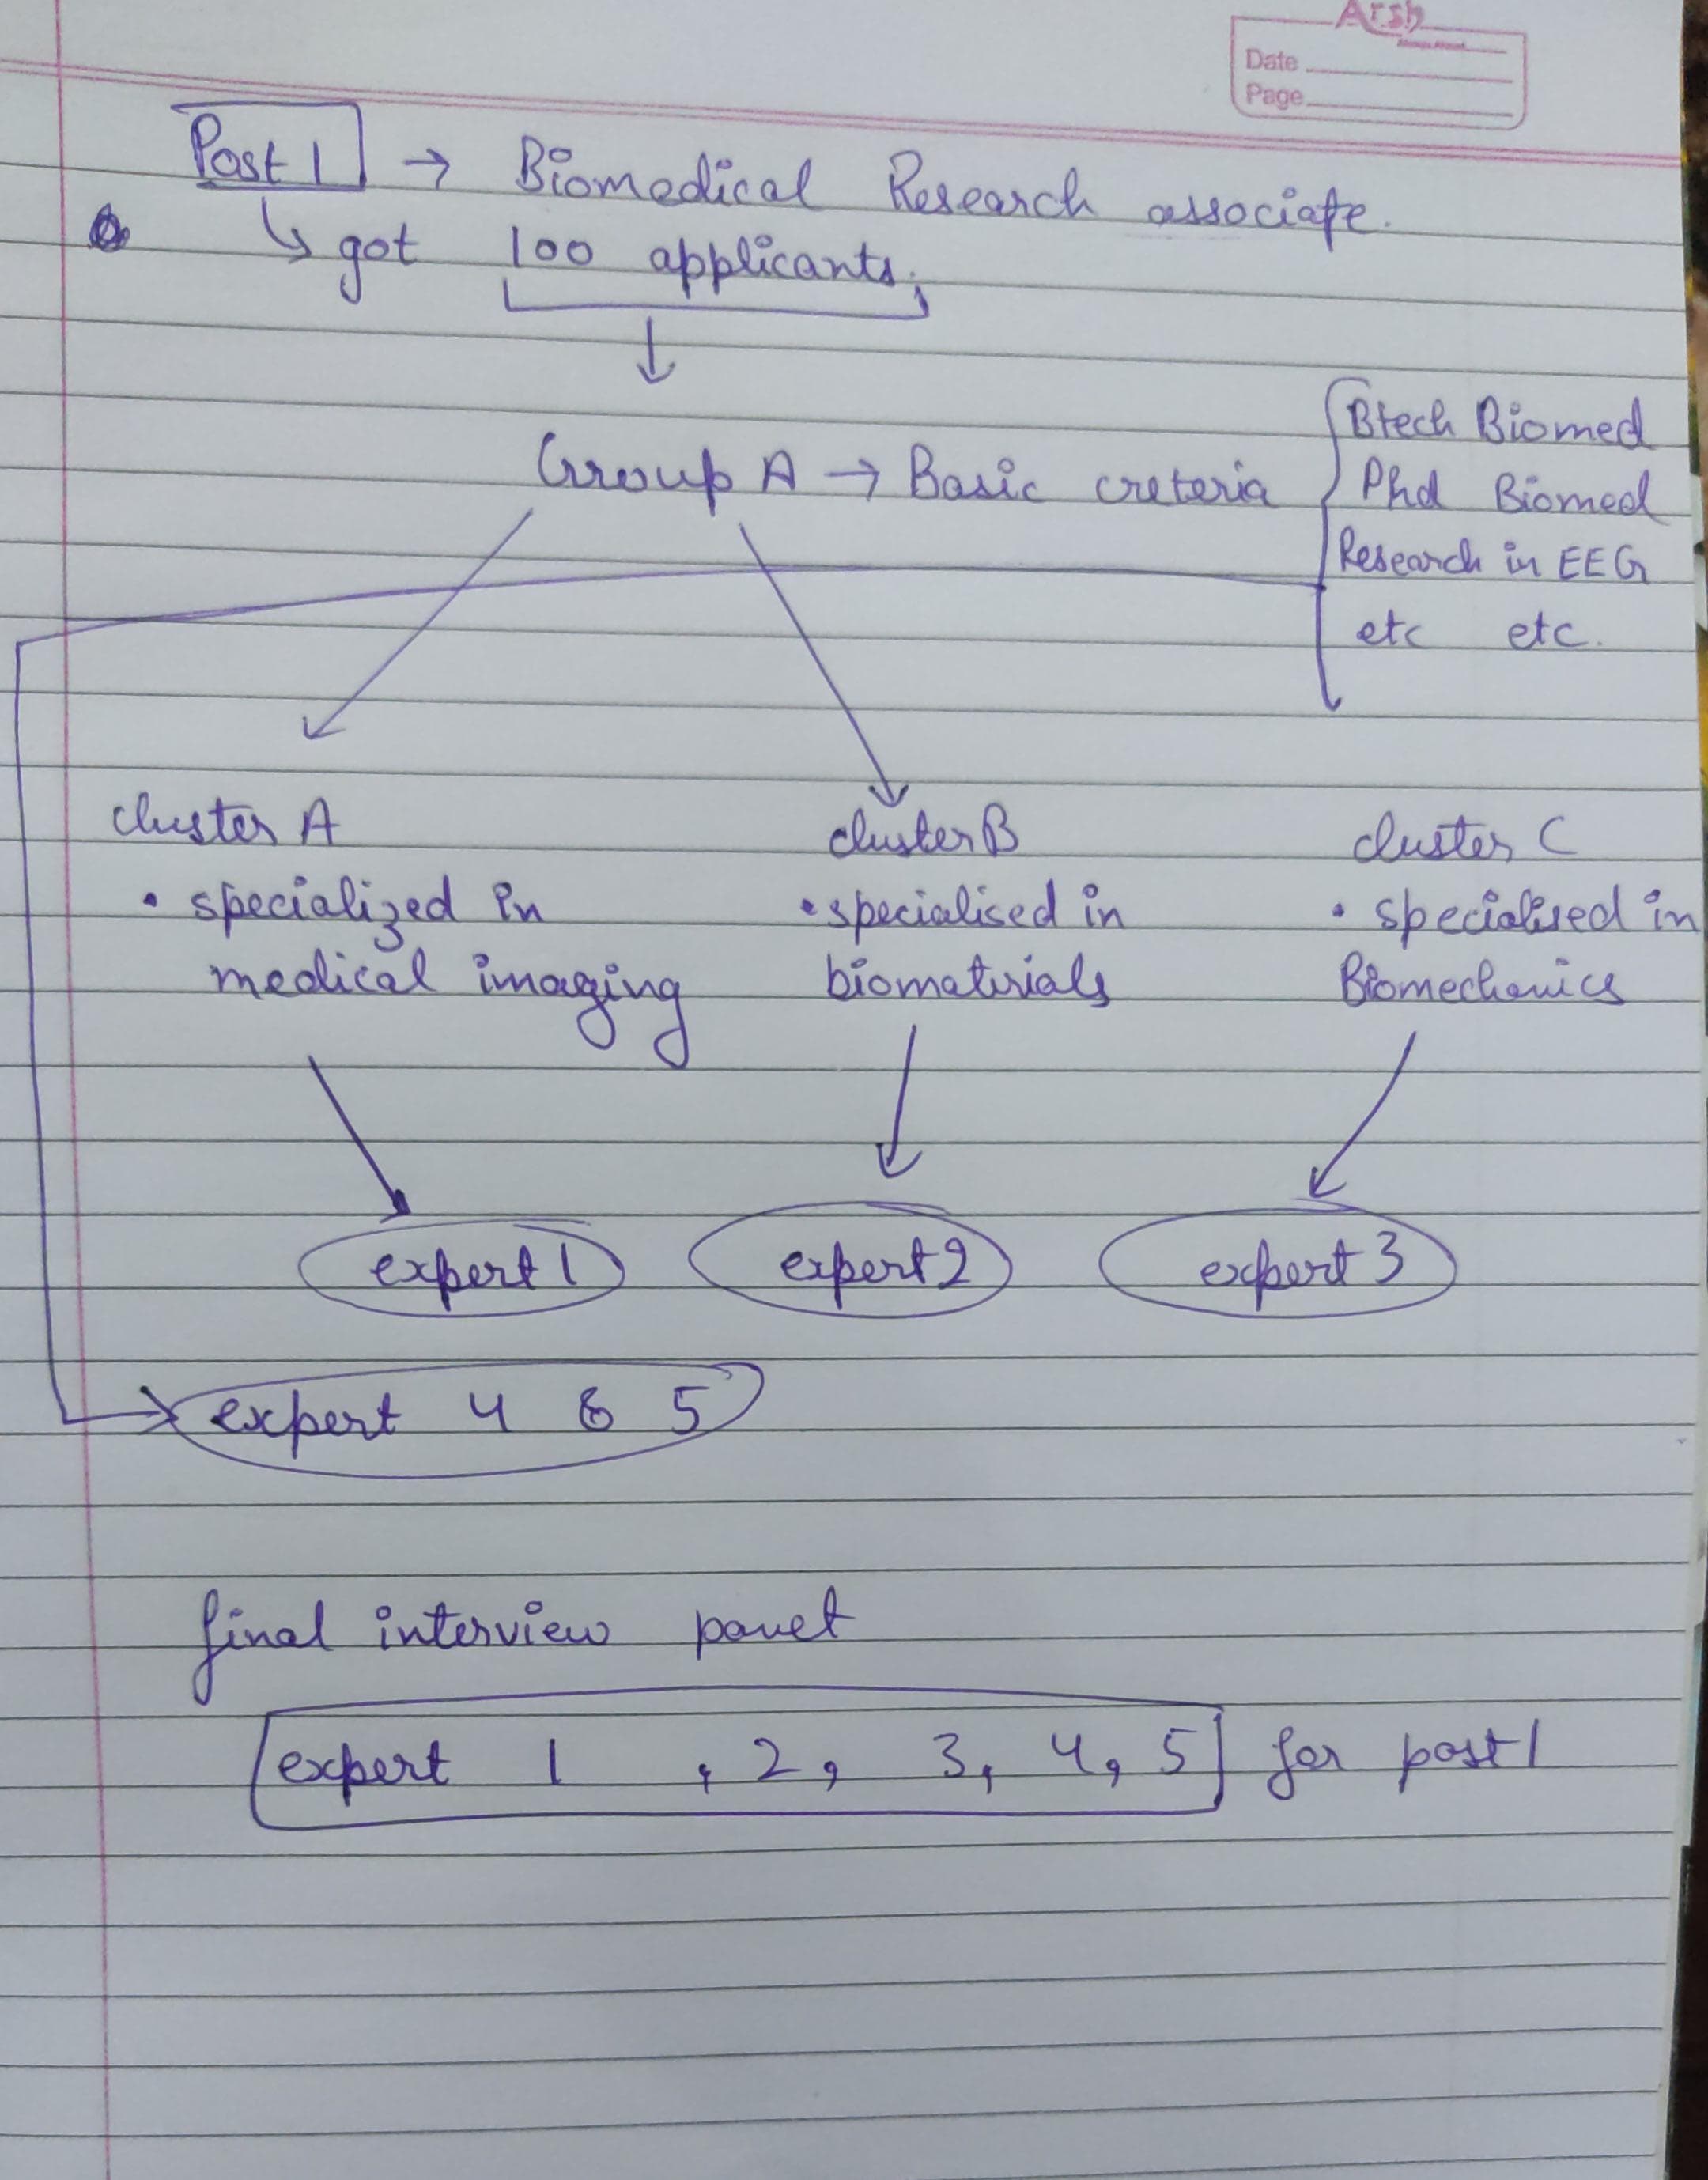 Arsh
Date
Page
Post 1 → Biomedical Research associate.
↳ got 100 applicants.
Group A → Basic creteria
Btech Biomed
Phd Biomed
Research in EEG
etc etc.
cluster A
• specialized in
medical imaging
cluster B
• specialised in
biomaterials
cluster C
• specialised in
Biomechanics
expert 1
expert 2
expert 3
expert 4 & 5
final interview panel
expert 1 , 2, 3, 4, 5 for post 1